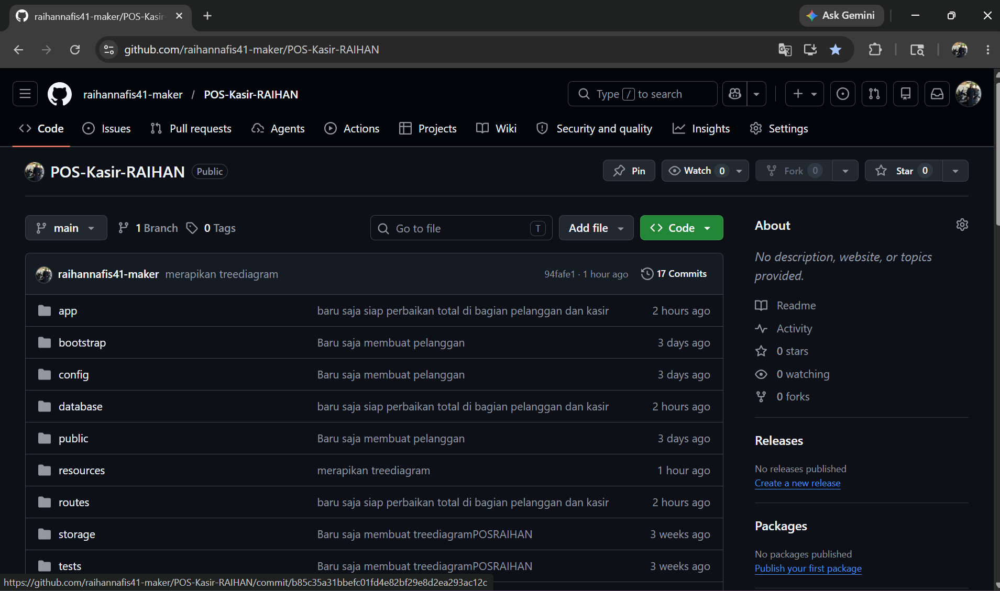 raihannafis41-maker/POS-Kasir
Ask Gemini
github.com/raihannafis41-maker/POS-Kasir-RAIHAN
raihannafis41-maker / POS-Kasir-RAIHAN
Type / to search
Code Issues Pull requests Agents Actions Projects Wiki Security and quality Insights Settings
POS-Kasir-RAIHAN Public
Pin Watch 0 Fork 0 Star 0
main 1 Branch 0 Tags Go to file T Add file Code
raihannafis41-maker merapikan treediagram 94fafe1 · 1 hour ago 17 Commits
app baru saja siap perbaikan total di bagian pelanggan dan kasir 2 hours ago
bootstrap Baru saja membuat pelanggan 3 days ago
config Baru saja membuat pelanggan 3 days ago
database baru saja siap perbaikan total di bagian pelanggan dan kasir 2 hours ago
public Baru saja membuat pelanggan 3 days ago
resources merapikan treediagram 1 hour ago
routes baru saja siap perbaikan total di bagian pelanggan dan kasir 2 hours ago
storage Baru saja membuat treediagramPOSRAIHAN 3 weeks ago
tests Baru saja membuat treediagramPOSRAIHAN 3 weeks ago
About
No description, website, or topics
provided.
Readme
Activity
0 stars
0 watching
0 forks
Releases
No releases published
Create a new release
Packages
No packages published
Publish your first package
https://github.com/raihannafis41-maker/POS-Kasir-RAIHAN/commit/b85c35a31bbefc01fd4e82bf29e8d2ea293ac12c